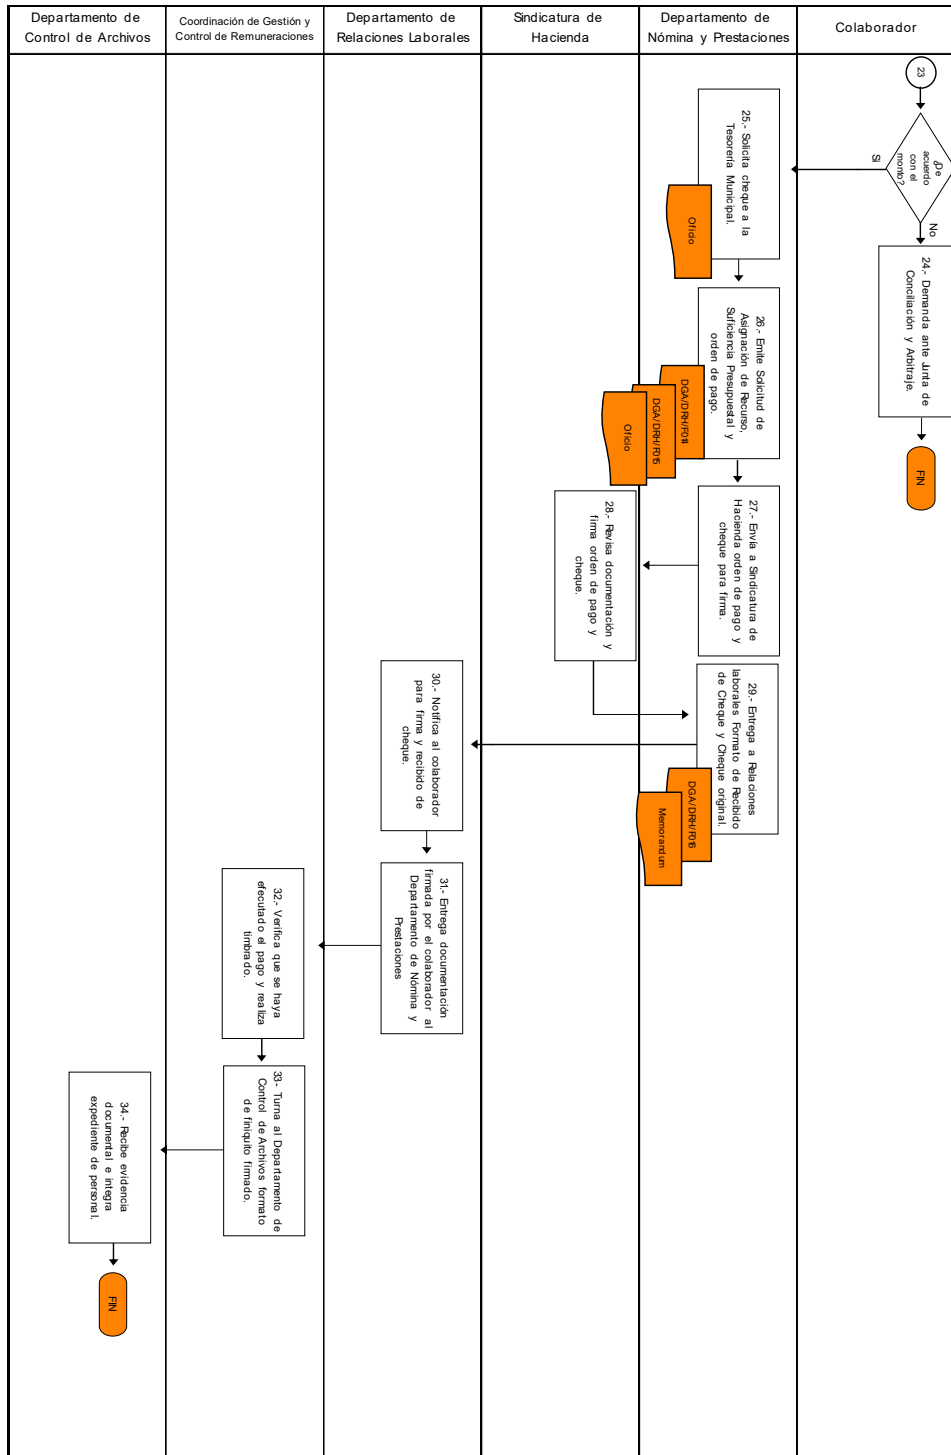 Departamento de
Control de Archivos
Coordinación de Gestión y
Control de Remuneraciones
Departamento de
Relaciones Laborales
Sindicatura de
Hacienda
Departamento de
Nómina y Prestaciones
Colaborador
23
¿De
acuerdo
con el
monto?
Si
No
24.- Demanda ante Junta de
Conciliación y Arbitraje.
FIN
25.- Solicita cheque a la
Tesorería Municipal.
Oficio
26.- Emite Solicitud de
Asignación de Recurso,
Suficiencia Presupuestal y
orden de pago.
DGA/DRH/F014
DGA/DRH/F015
Oficio
27.- Envía a Sindicatura de
Hacienda orden de pago y
cheque para firma.
28.- Revisa documentación y
firma orden de pago y
cheque.
29.- Entrega a Relaciones
laborales Formato de Recibido
de Cheque y Cheque original.
DGA/DRH/F016
Memorandum
30.- Notifica al colaborador
para firma y recibido de
cheque.
31.- Entrega documentación
firmada por el colaborador al
Departamento de Nómina y
Prestaciones
32.- Verifica que se haya
efecutado el pago y realiza
timbrado.
33- Turna al Departamento de
Control de Archivos formato
de finiquito firmado.
34.- Recibe evidencia
documental e integra
expediente de personal.
FIN